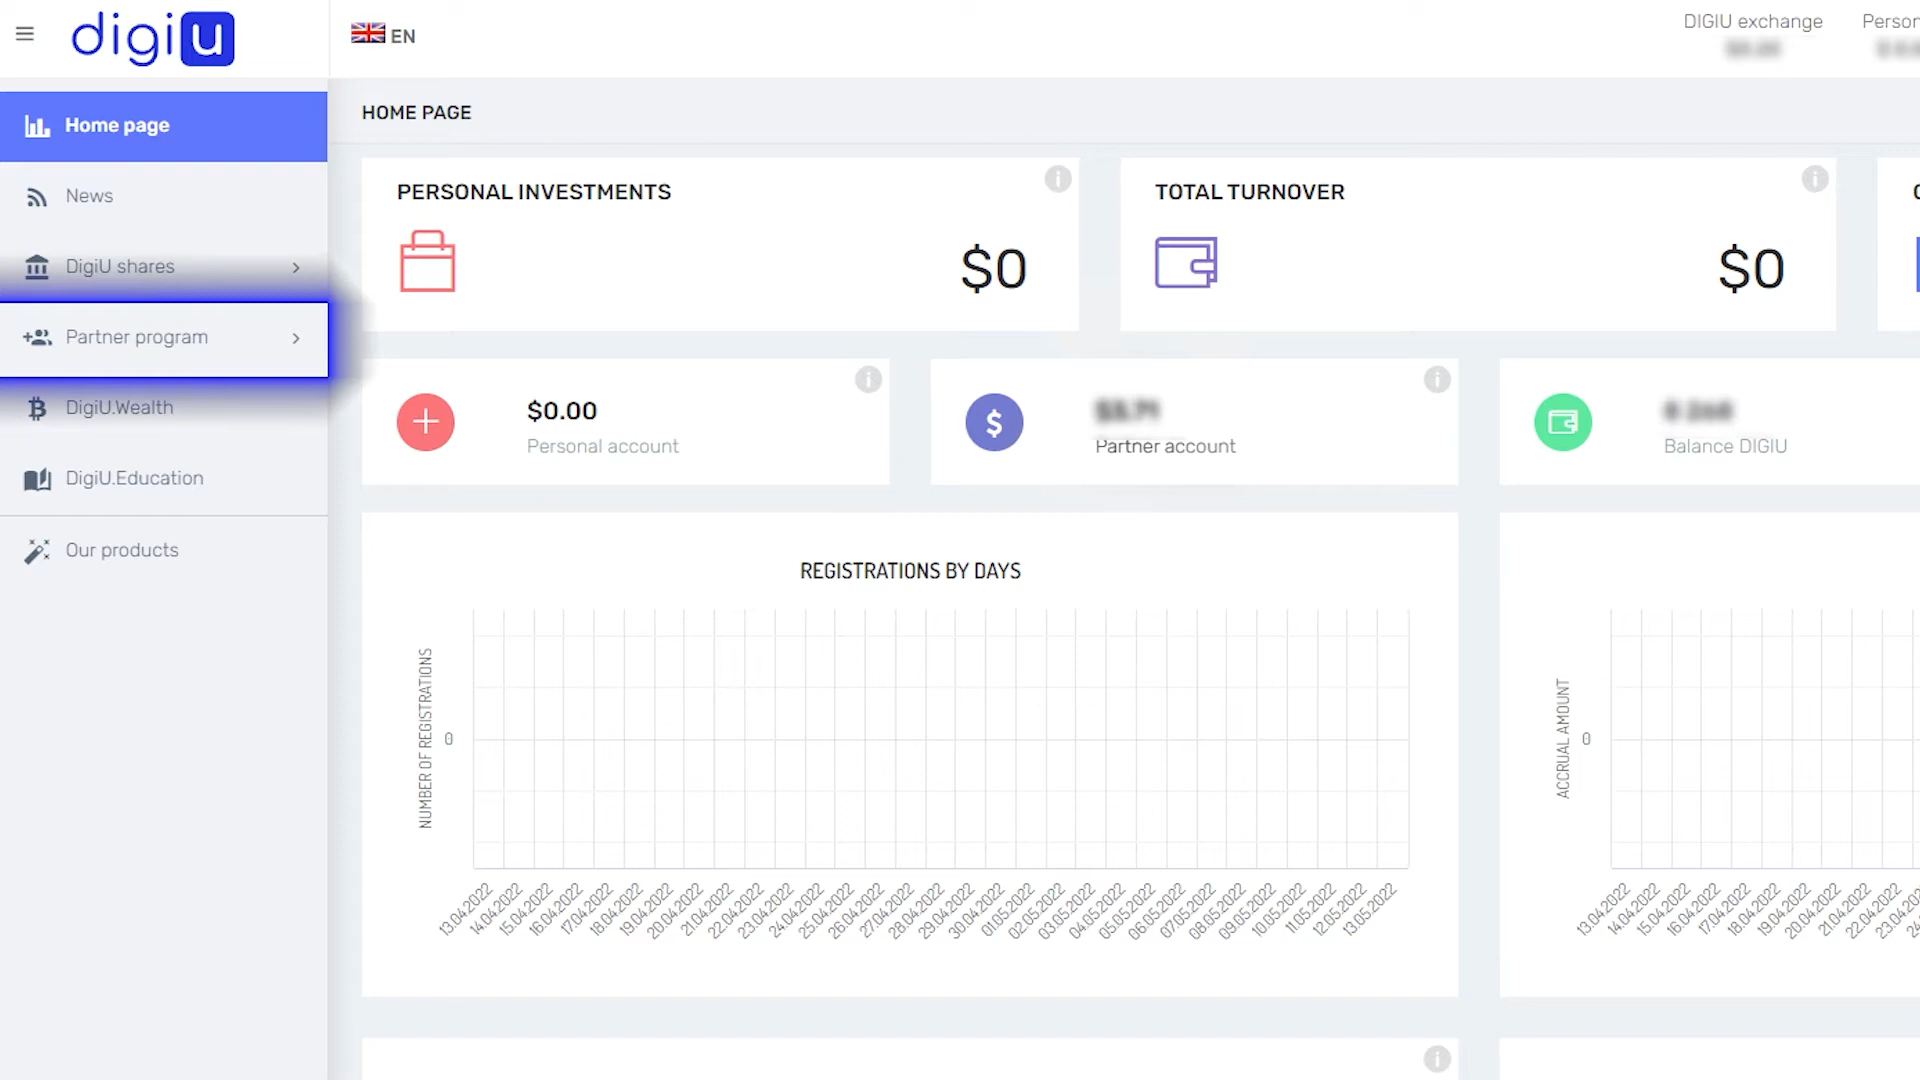 digiu
EN
DIGIU exchange
Person
Home page
News
DigiU shares
Partner program
DigiU.Wealth
DigiU.Education
Our products
HOME PAGE
PERSONAL INVESTMENTS
$0
TOTAL TURNOVER
$0
$0.00
Personal account
Partner account
Balance DIGIU
REGISTRATIONS BY DAYS
NUMBER OF REGISTRATIONS
0
13.04.2022
14.04.2022
15.04.2022
16.04.2022
17.04.2022
18.04.2022
19.04.2022
20.04.2022
21.04.2022
22.04.2022
23.04.2022
24.04.2022
25.04.2022
26.04.2022
27.04.2022
28.04.2022
29.04.2022
30.04.2022
01.05.2022
02.05.2022
03.05.2022
04.05.2022
05.05.2022
06.05.2022
07.05.2022
08.05.2022
09.05.2022
10.05.2022
11.05.2022
12.05.2022
13.05.2022
ACCRUAL AMOUNT
0
13.04.2022
14.04.2022
15.04.2022
16.04.2022
17.04.2022
18.04.2022
19.04.2022
20.04.2022
21.04.2022
22.04.2022